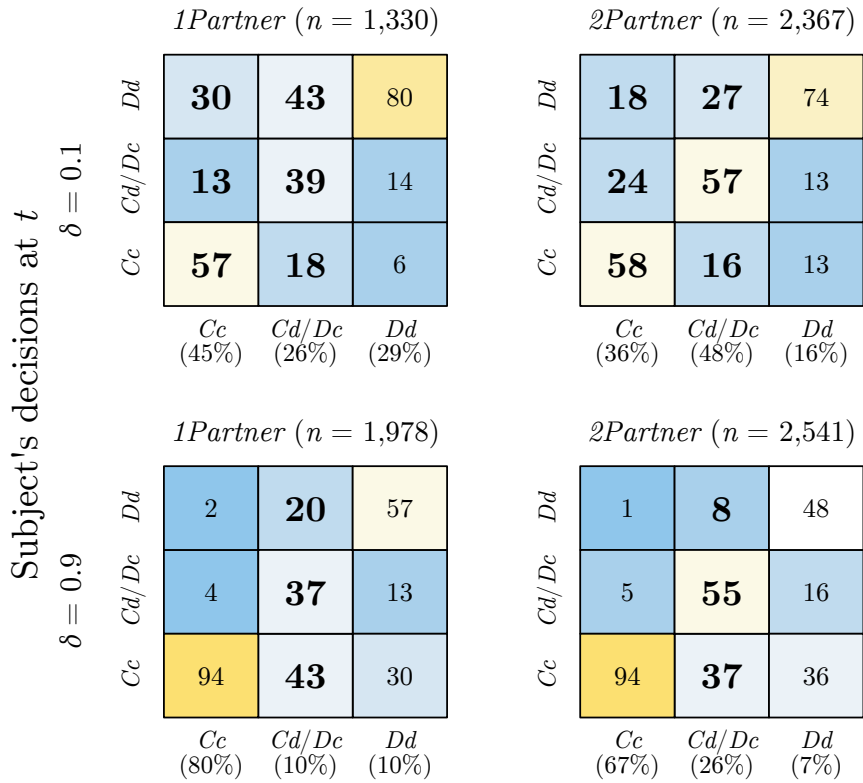 1Partner (n = 1,330)
2Partner (n = 2,367)
Subject's decisions at t
δ = 0.1
Dd
30 43 80
Dd
18 27 74
Cd/Dc
13 39 14
Cd/Dc
24 57 13
Cc
57 18 6
Cc
58 16 13
Cc Cd/Dc Dd
(45%) (26%) (29%)
Cc Cd/Dc Dd
(36%) (48%) (16%)
1Partner (n = 1,978)
2Partner (n = 2,541)
δ = 0.9
Dd
2 20 57
Dd
1 8 48
Cd/Dc
4 37 13
Cd/Dc
5 55 16
Cc
94 43 30
Cc
94 37 36
Cc Cd/Dc Dd
(80%) (10%) (10%)
Cc Cd/Dc Dd
(67%) (26%) (7%)